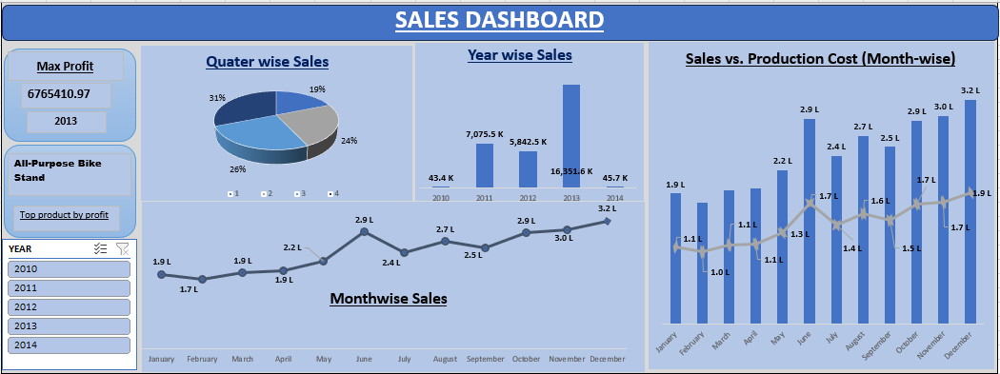 SALES DASHBOARD
Max Profit
6765410.97
2013
All-Purpose Bike
Stand
Top product by profit
YEAR
2010
2011
2012
2013
2014
Quater wise Sales
31%
19%
24%
26%
1 2 3 4
Year wise Sales
43.4 K
7,075.5 K
5,842.5 K
16,351.6 K
45.7 K
2010 2011 2012 2013 2014
1.9 L
1.7 L
1.9 L
1.9 L
2.2 L
2.9 L
2.4 L
2.7 L
2.5 L
2.9 L
3.0 L
3.2 L
Monthwise Sales
January February March April May June July August September October November December
Sales vs. Production Cost (Month-wise)
1.9 L
2.2 L
2.9 L
2.4 L
2.7 L
2.5 L
2.9 L
3.0 L
3.2 L
1.1 L
1.0 L
1.1 L
1.1 L
1.3 L
1.7 L
1.4 L
1.6 L
1.5 L
1.7 L
1.7 L
1.9 L
January February March April May June July August September October November December